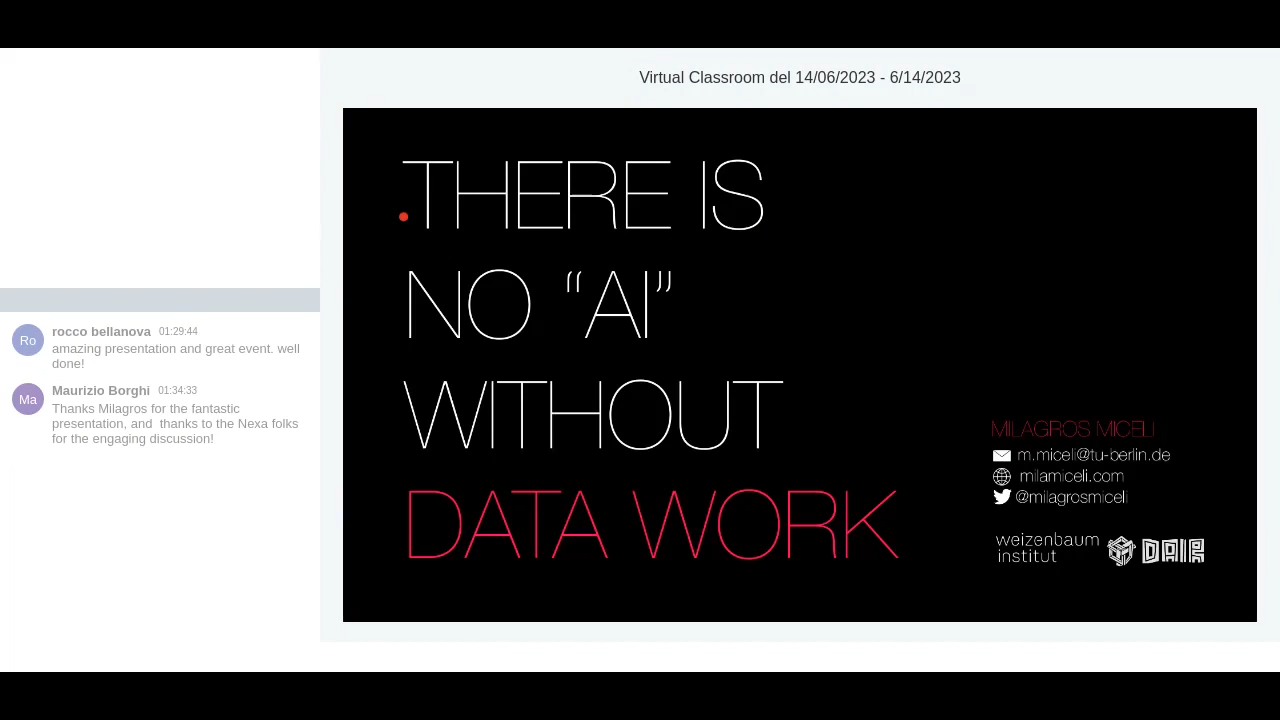 Virtual Classroom del 14/06/2023 - 6/14/2023
Ro
rocco bellanova 01:29:44
amazing presentation and great event. well
done!
Ma
Maurizio Borghi 01:34:33
Thanks Milagros for the fantastic
presentation, and  thanks to the Nexa folks
for the engaging discussion!
THERE IS
NO “AI”
WITHOUT
DATA WORK
MILAGROS MICELI
m.miceli@tu-berlin.de
milamiceli.com
@milagrosmiceli
weizenbaum
institut
DAIR